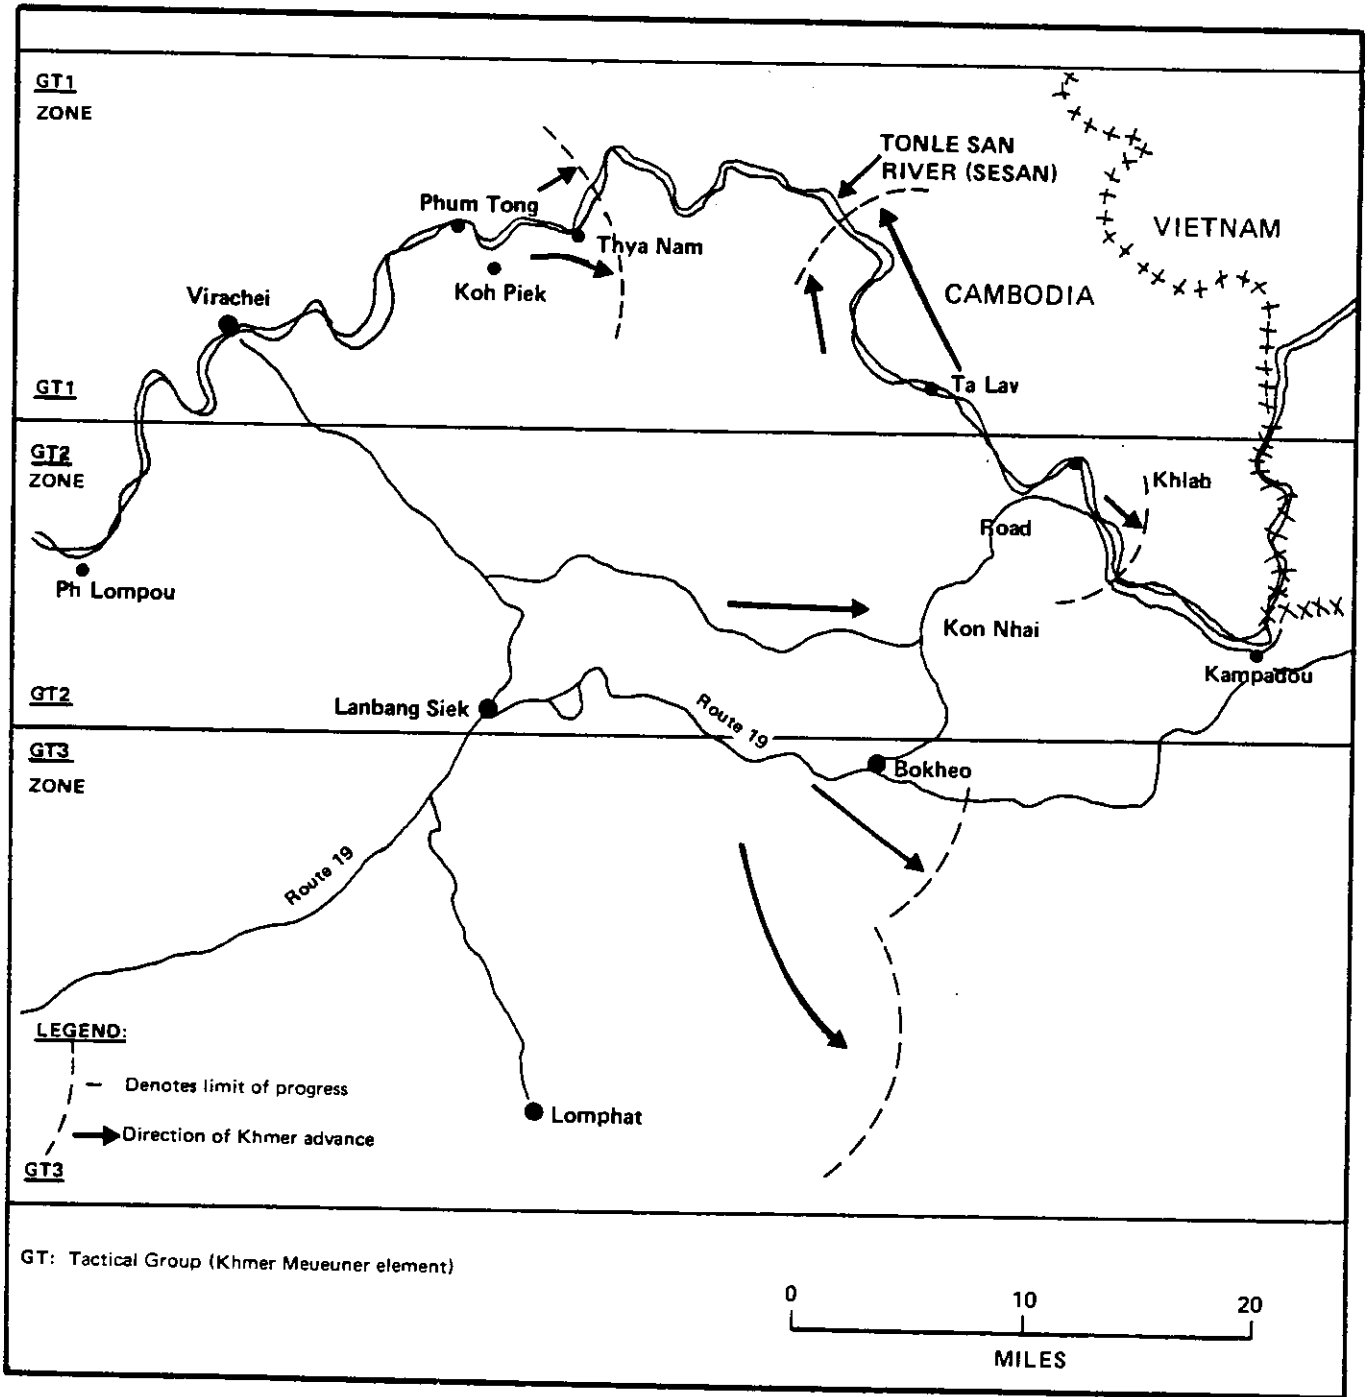 GT1
ZONE
TONLE SAN
RIVER (SESAN)
VIETNAM
Phum Tong
Thya Nam
Koh Piek
CAMBODIA
Virachei
GT1
Ta Lav
GT2
ZONE
Khlab
Road
Ph Lompou
Kon Nhai
Kampadou
GT2
Lanbang Siek
Route 19
GT3
ZONE
Bokheo
Route 19
LEGEND:
– Denotes limit of progress
Direction of Khmer advance
Lomphat
GT3
GT: Tactical Group (Khmer Meueuner element)
0 10 20
MILES